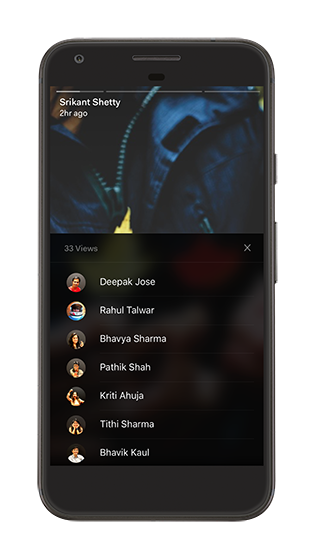 Srikant Shetty
2hr ago
33 Views
Deepak Jose
Rahul Talwar
Bhavya Sharma
Pathik Shah
Kriti Ahuja
Tithi Sharma
Bhavik Kaul